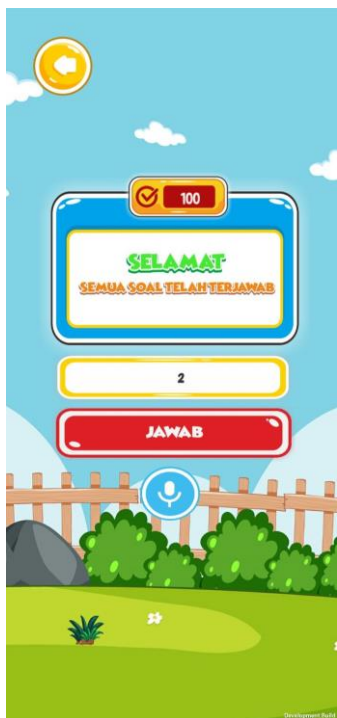 100
SELAMAT
SEMUA SOAL TELAH TERJAWAB
2
JAWAB
Development Build